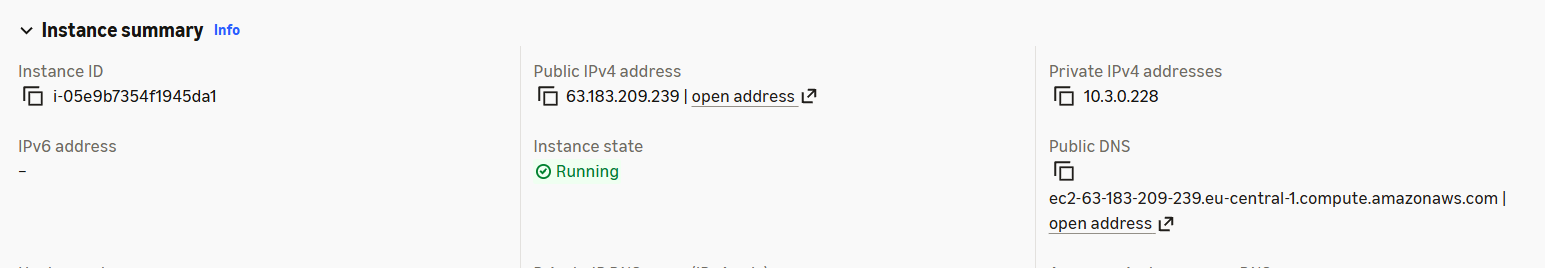 Instance summary Info
Instance ID
i-05e9b7354f1945da1
Public IPv4 address
63.183.209.239 | open address
Private IPv4 addresses
10.3.0.228
IPv6 address
–
Instance state
Running
Public DNS
ec2-63-183-209-239.eu-central-1.compute.amazonaws.com |
open address